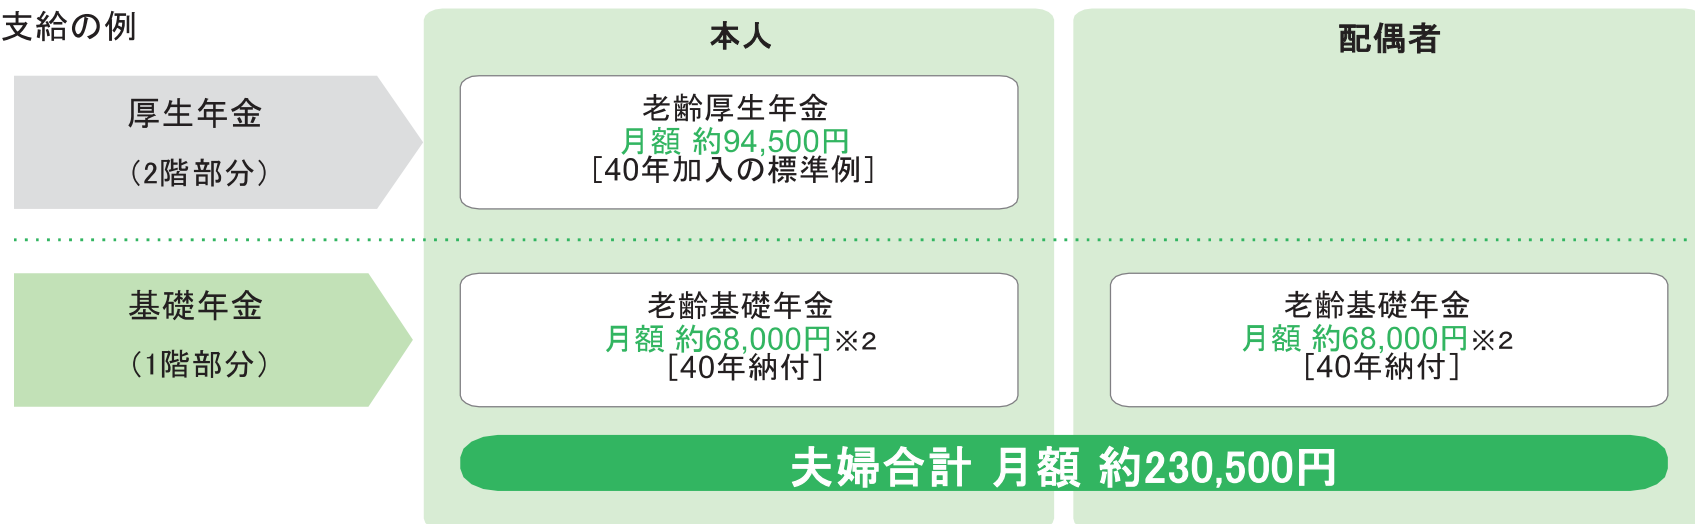 支給の例
本人
配偶者
厚生年金
（2階部分）
老齢厚生年金
月額 約94,500円
［40年加入の標準例］
基礎年金
（1階部分）
老齢基礎年金
月額 約68,000円※2
［40年納付］
老齢基礎年金
月額 約68,000円※2
［40年納付］
夫婦合計 月額 約230,500円